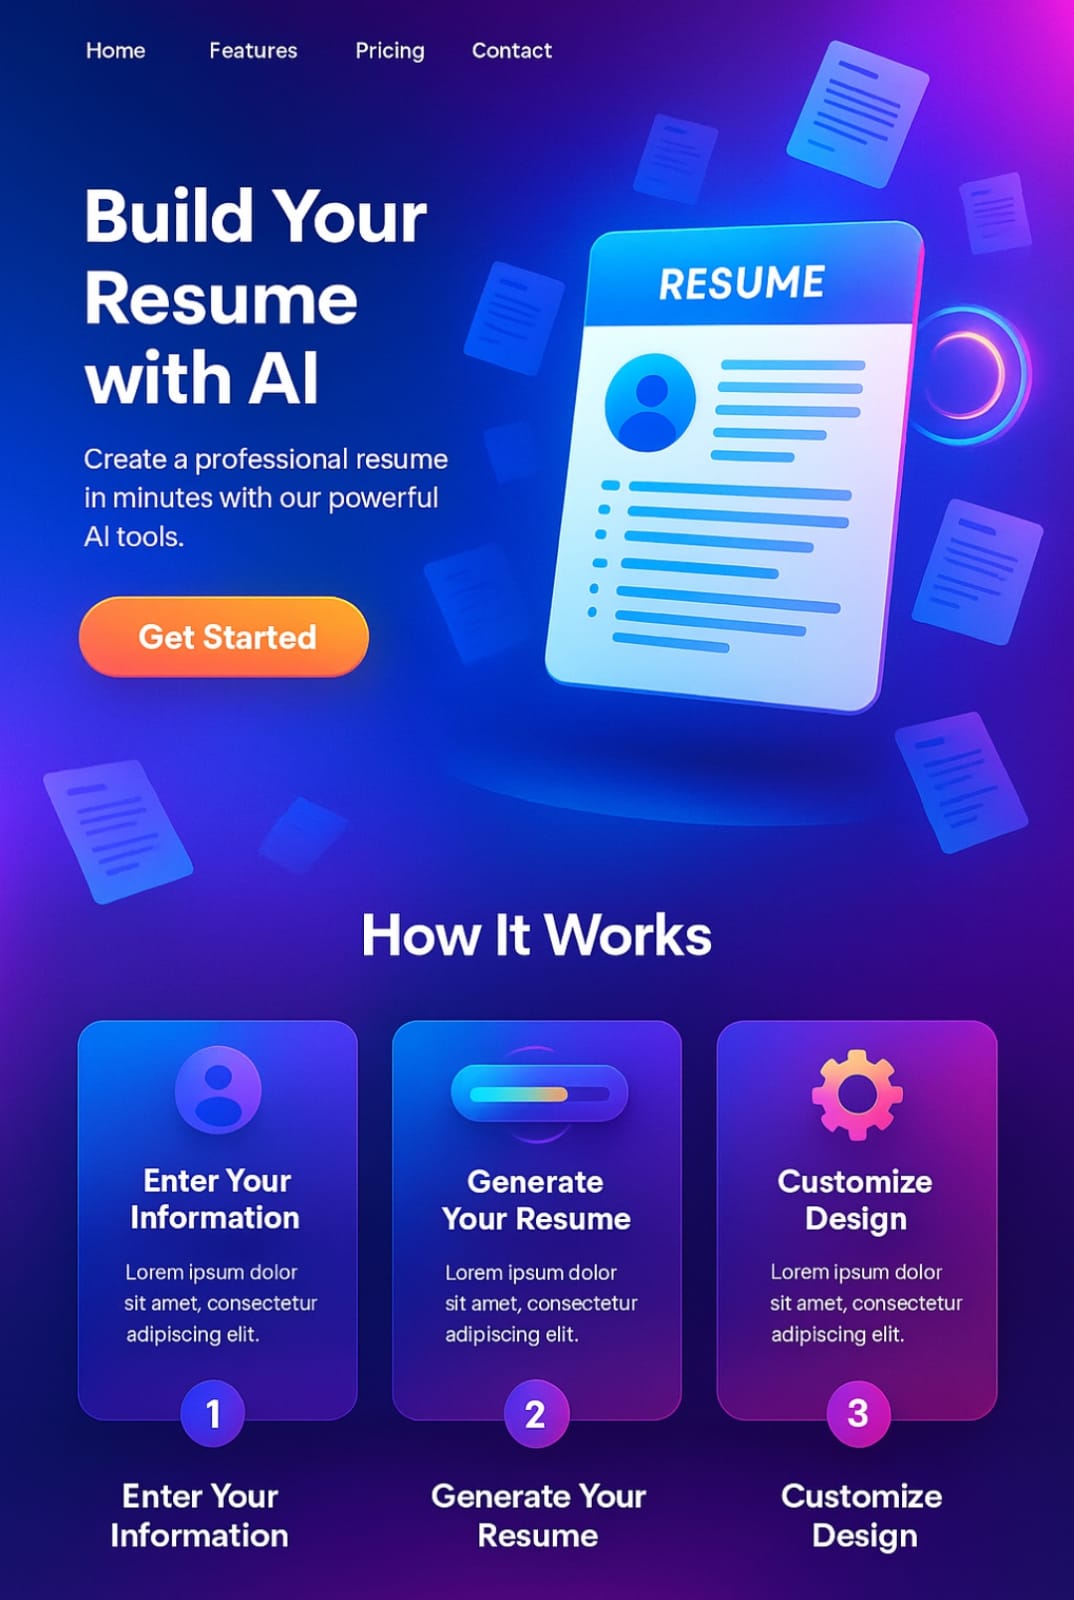 Home Features Pricing Contact
Build Your
Resume
with AI
Create a professional resume
in minutes with our powerful
AI tools.
Get Started
RESUME
How It Works
Enter Your
Information
Lorem ipsum dolor
sit amet, consectetur
adipiscing elit.
1
Generate
Your Resume
Lorem ipsum dolor
sit amet, consectetur
adipiscing elit.
2
Customize
Design
Lorem ipsum dolor
sit amet, consectetur
adipiscing elit.
3
Enter Your
Information
Generate Your
Resume
Customize
Design